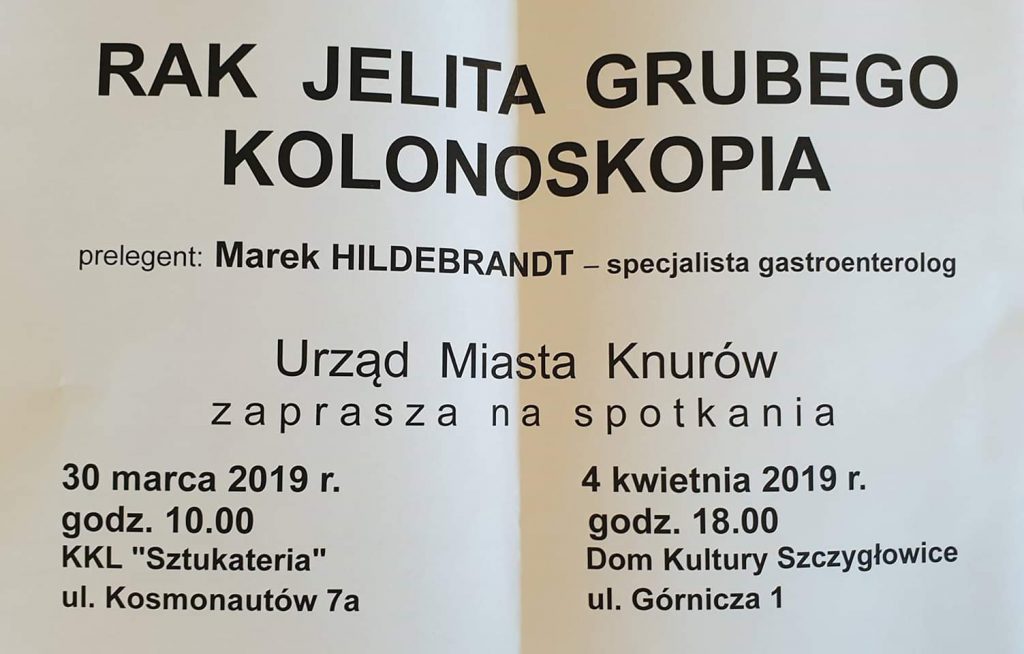 RAK JELITA GRUBEGO
KOLONOSKOPIA
prelegent: Marek HILDEBRANDT – specjalista gastroenterolog
Urząd Miasta Knurów
zaprasza na spotkania
30 marca 2019 r.
godz. 10.00
KKL "Sztukateria"
ul. Kosmonautów 7a
4 kwietnia 2019 r.
godz. 18.00
Dom Kultury Szczygłowice
ul. Górnicza 1